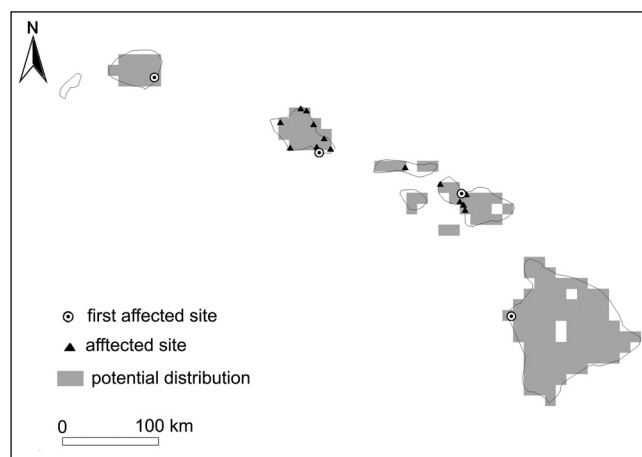 N
first affected site
afftected site
potential distribution
0 100 km